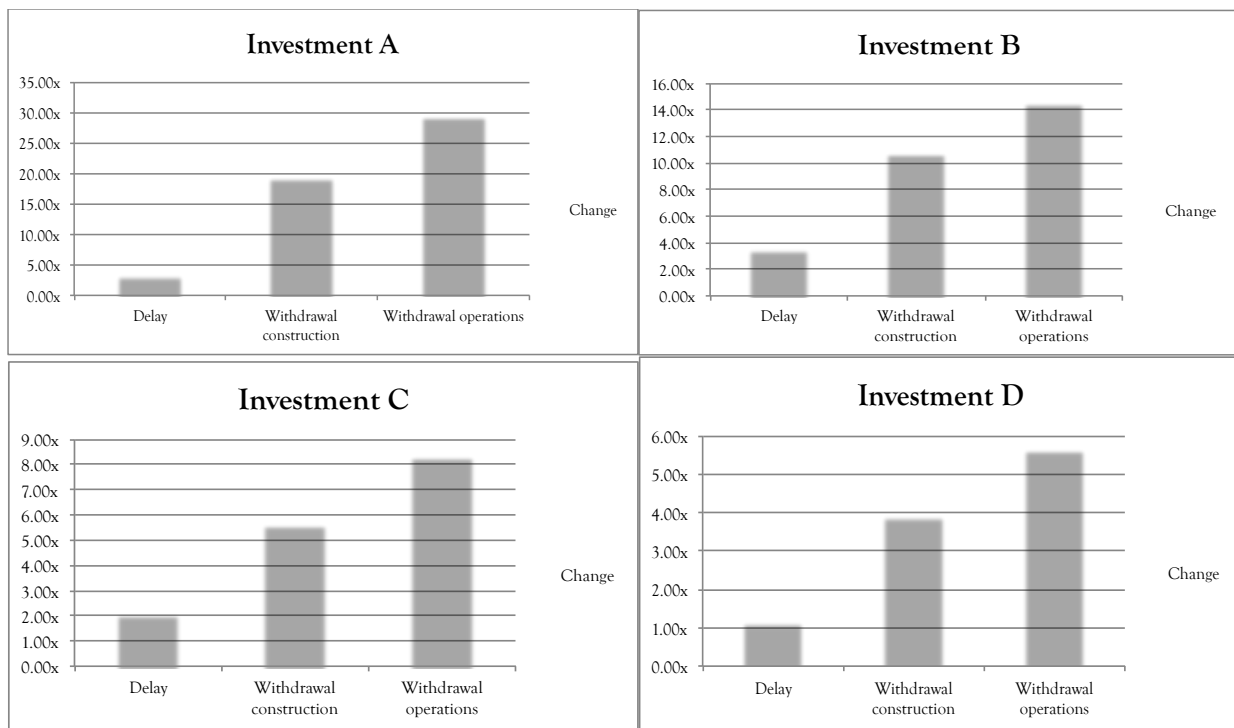 Investment A
35.00x
30.00x
25.00x
20.00x
15.00x
10.00x
5.00x
0.00x
Delay
Withdrawal
construction
Withdrawal operations
Change
Investment B
16.00x
14.00x
12.00x
10.00x
8.00x
6.00x
4.00x
2.00x
0.00x
Delay
Withdrawal
construction
Withdrawal
operations
Change
Investment C
9.00x
8.00x
7.00x
6.00x
5.00x
4.00x
3.00x
2.00x
1.00x
0.00x
Delay
Withdrawal
construction
Withdrawal
operations
Change
Investment D
6.00x
5.00x
4.00x
3.00x
2.00x
1.00x
0.00x
Delay
Withdrawal
construction
Withdrawal
operations
Change